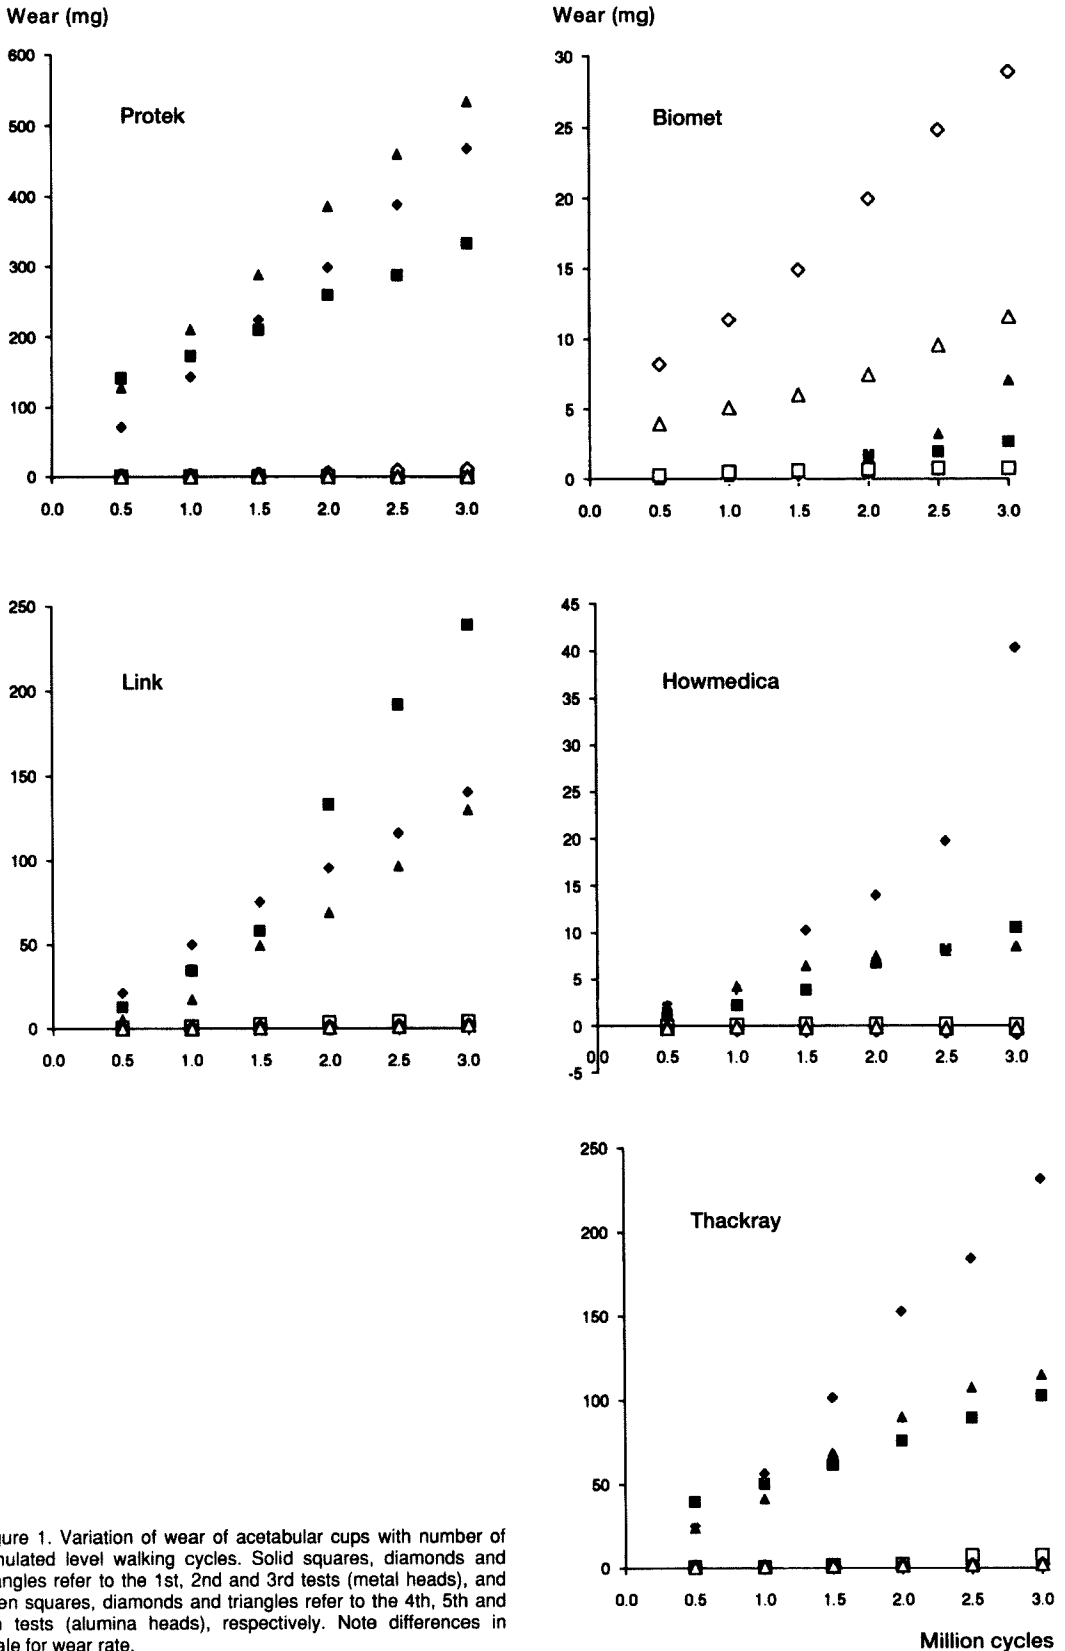 Wear (mg)
600
500
400
300
200
100
0
Protek
0.0 0.5 1.0 1.5 2.0 2.5 3.0
Wear (mg)
30
25
20
15
10
5
0
Biomet
0.0 0.5 1.0 1.5 2.0 2.5 3.0
250
200
150
100
50
0
Link
0.0 0.5 1.0 1.5 2.0 2.5 3.0
45
40
35
30
25
20
15
10
5
0
-5
Howmedica
0.0 0.5 1.0 1.5 2.0 2.5 3.0
250
200
150
100
50
0
Thackray
0.0 0.5 1.0 1.5 2.0 2.5 3.0
Million cycles
ure 1. Variation of wear of acetabular cups with number of
nulated level walking cycles. Solid squares, diamonds and
ngles refer to the 1st, 2nd and 3rd tests (metal heads), and
en squares, diamonds and triangles refer to the 4th, 5th and
tests (alumina heads), respectively. Note differences in
ale for wear rate.